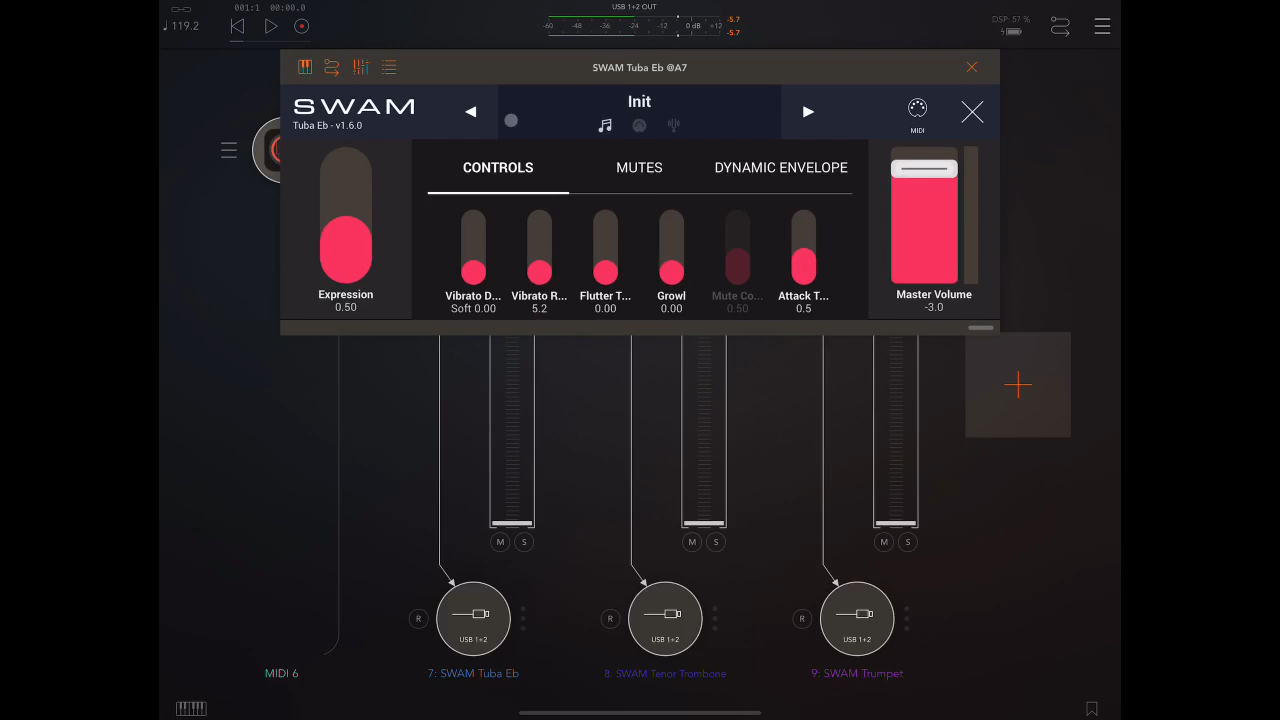 USB 1+2 OUT
001:1 00:00.0
♩119.2
-60 -48 -36 -24 -12 0 dB +12
-5.7
-5.7
DSP: 57 %
SWAM Tuba Eb @A7
SWAM
Tuba Eb - v1.6.0
Init
MIDI
CONTROLS
MUTES
DYNAMIC ENVELOPE
Expression
0.50
Vibrato D...
Soft 0.00
Vibrato R...
5.2
Flutter T...
0.00
Growl
0.00
Mute Co...
0.50
Attack T...
0.5
Master Volume
-3.0
M S
M S
M S
R
USB 1+2
R
USB 1+2
R
USB 1+2
MIDI 6
7: SWAM Tuba Eb
8: SWAM Tenor Trombone
9: SWAM Trumpet